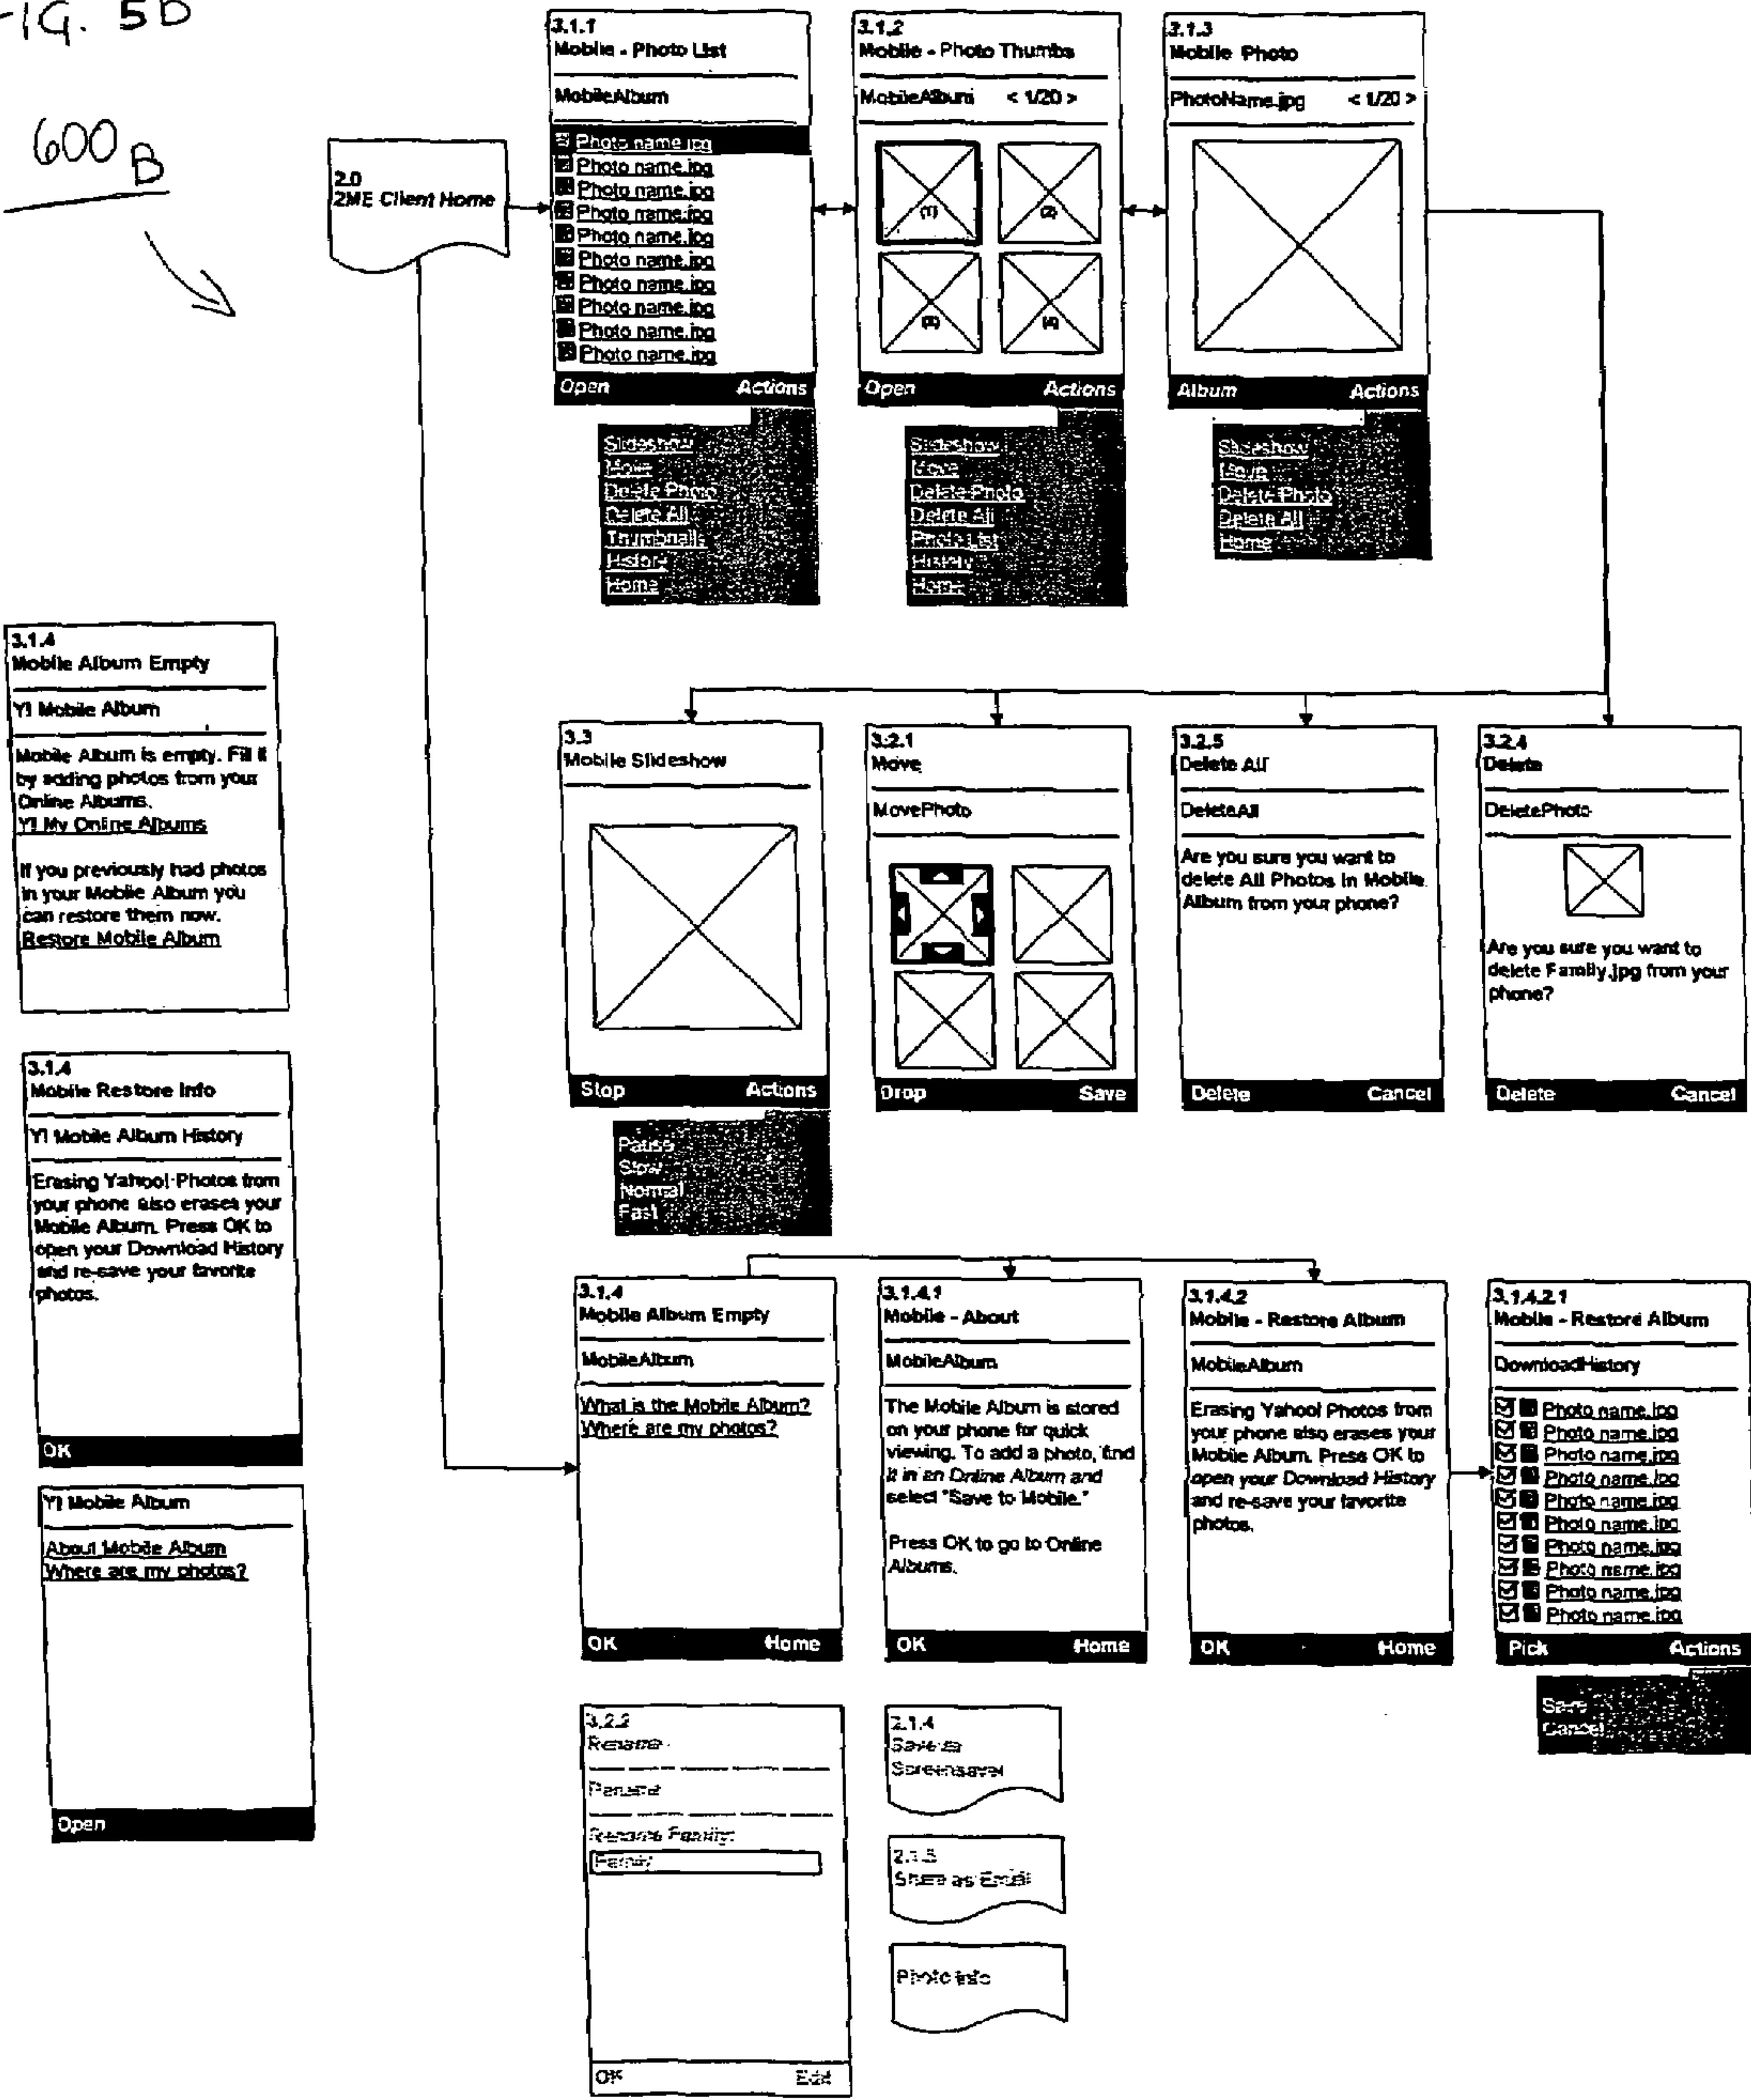 FIG. 5D
600B
2.0
2ME Client Home
3.1.1
Mobile - Photo List
MobileAlbum
Photo name.jpg
Photo name.jpg
Photo name.jpg
Photo name.jpg
Photo name.jpg
Photo name.jpg
Photo name.jpg
Photo name.jpg
Photo name.jpg
Photo name.jpg
Open Actions
Slideshow
Move
Delete Photo
Delete All
Thumbnails
History
Home
3.1.2
Mobile - Photo Thumbs
MobileAlbum < 1/20 >
(1) (2)
(3) (4)
Open Actions
Slideshow
Move
Delete Photo
Delete All
Photo List
History
Home
3.1.3
Mobile Photo
PhotoName.jpg < 1/20 >
Album Actions
Slideshow
Move
Delete Photo
Delete All
Home
3.1.4
Mobile Album Empty
Y! Mobile Album
Mobile Album is empty. Fill it
by adding photos from your
Online Albums.
Y! My Online Albums
If you previously had photos
in your Mobile Album you
can restore them now.
Restore Mobile Album
3.1.4
Mobile Restore Info
Y! Mobile Album History
Erasing Yahoo! Photos from
your phone also erases your
Mobile Album. Press OK to
open your Download History
and re-save your favorite
photos.
OK
Y! Mobile Album
About Mobile Album
Where are my photos?
Open
3.3
Mobile Slideshow
Stop Actions
Pause
Slow
Normal
Fast
3.2.1
Move
MovePhoto
Drop Save
3.2.5
Delete All
DeleteAll
Are you sure you want to
delete All Photos in Mobile
Album from your phone?
Delete Cancel
3.2.4
Delete
DeletePhoto
Are you sure you want to
delete Family.jpg from your
phone?
Delete Cancel
3.1.4
Mobile Album Empty
MobileAlbum
What is the Mobile Album?
Where are my photos?
OK Home
3.1.4.1
Mobile - About
MobileAlbum
The Mobile Album is stored
on your phone for quick
viewing. To add a photo, find
it in an Online Album and
select "Save to Mobile."
Press OK to go to Online
Albums.
OK Home
3.1.4.2
Mobile - Restore Album
MobileAlbum
Erasing Yahoo! Photos from
your phone also erases your
Mobile Album. Press OK to
open your Download History
and re-save your favorite
photos.
OK Home
3.1.4.2.1
Mobile - Restore Album
DownloadHistory
Photo name.jpg
Photo name.jpg
Photo name.jpg
Photo name.jpg
Photo name.jpg
Photo name.jpg
Photo name.jpg
Photo name.jpg
Photo name.jpg
Photo name.jpg
Pick Actions
Save
Cancel
3.2.2
Rename
Rename
Rename Family:
Family
OK Edit
2.1.4
Save as
Screensaver
2.1.5
Share as Email
Photo Info